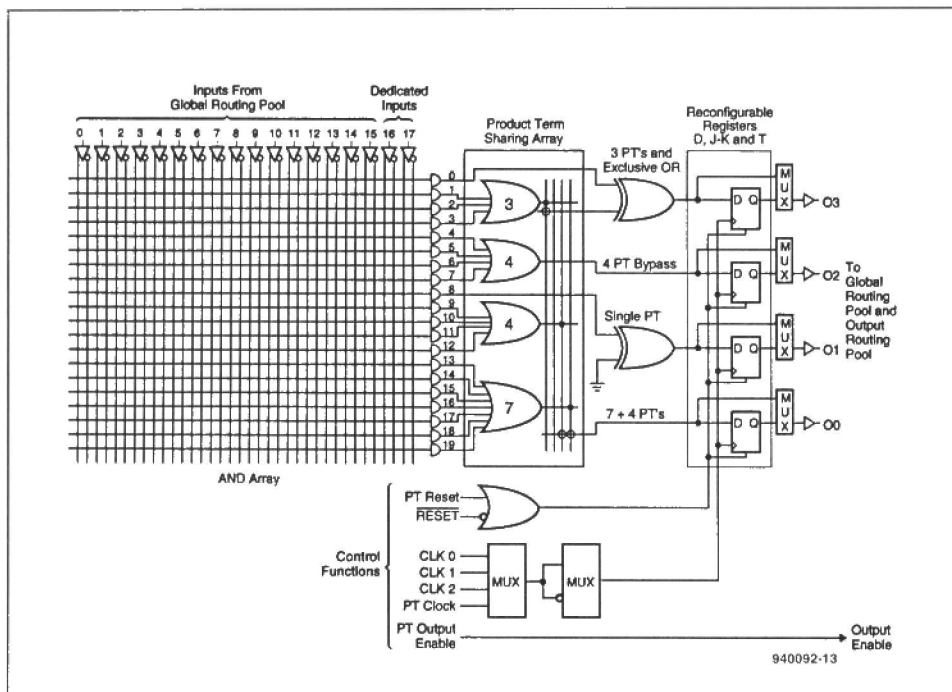 Inputs From
Global Routing Pool
Dedicated
Inputs
0 1 2 3 4 5 6 7 8 9 10 11 12 13 14 15 16 17
Product Term
Sharing Array
3 PT's and
Exclusive OR
Reconfigurable
Registers
D, J-K and T
0
1
2
3
4
5
6
7
8
9
10
11
12
13
14
15
16
17
18
19
3
4
4
7
4 PT Bypass
Single PT
7 + 4 PT's
D Q
D Q
D Q
D Q
MUX
MUX
MUX
MUX
O3
O2
O1
O0
To
Global
Routing
Pool and
Output
Routing
Pool
AND Array
Control
Functions
PT Reset
RESET
CLK 0
CLK 1
CLK 2
PT Clock
MUX
MUX
PT Output
Enable
Output
Enable
940092-13